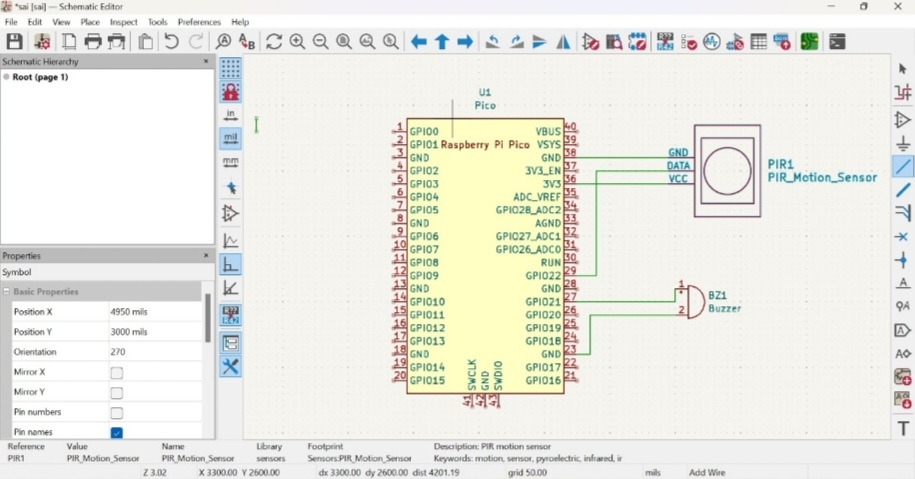 *sai [sai] — Schematic Editor
File Edit View Place Inspect Tools Preferences Help
Schematic Hierarchy
Root (page 1)
in
mil
mm
Properties
Symbol
Basic Properties
Position X 4950 mils
Position Y 3000 mils
Orientation 270
Mirror X
Mirror Y
Pin numbers
Pin names
U1
Pico
Raspberry Pi Pico
1 GPIO0
2 GPIO1
3 GND
4 GPIO2
5 GPIO3
6 GPIO4
7 GPIO5
8 GND
9 GPIO6
10 GPIO7
11 GPIO8
12 GPIO9
13 GND
14 GPIO10
15 GPIO11
16 GPIO12
17 GPIO13
18 GND
19 GPIO14
20 GPIO15
VBUS 40
VSYS 39
GND 38
3V3_EN 37
3V3 36
ADC_VREF 35
GPIO28_ADC2 34
AGND 33
GPIO27_ADC1 32
GPIO26_ADC0 31
RUN 30
GPIO22 29
GND 28
GPIO21 27
GPIO20 26
GPIO19 25
GPIO18 24
GND 23
GPIO17 22
GPIO16 21
SWCLK 41
GND 42
SWDIO 43
GND
DATA
VCC
PIR1
PIR_Motion_Sensor
1
2
BZ1
Buzzer
Reference Value Name Library Footprint Description: PIR motion sensor
PIR1 PIR_Motion_Sensor PIR_Motion_Sensor sensors Sensors:PIR_Motion_Sensor Keywords: motion, sensor, pyroelectric, infrared, ir
Z 3.02 X 3300.00 Y 2600.00 dx 3300.00 dy 2600.00 dist 4201.19 grid 50.00 mils Add Wire